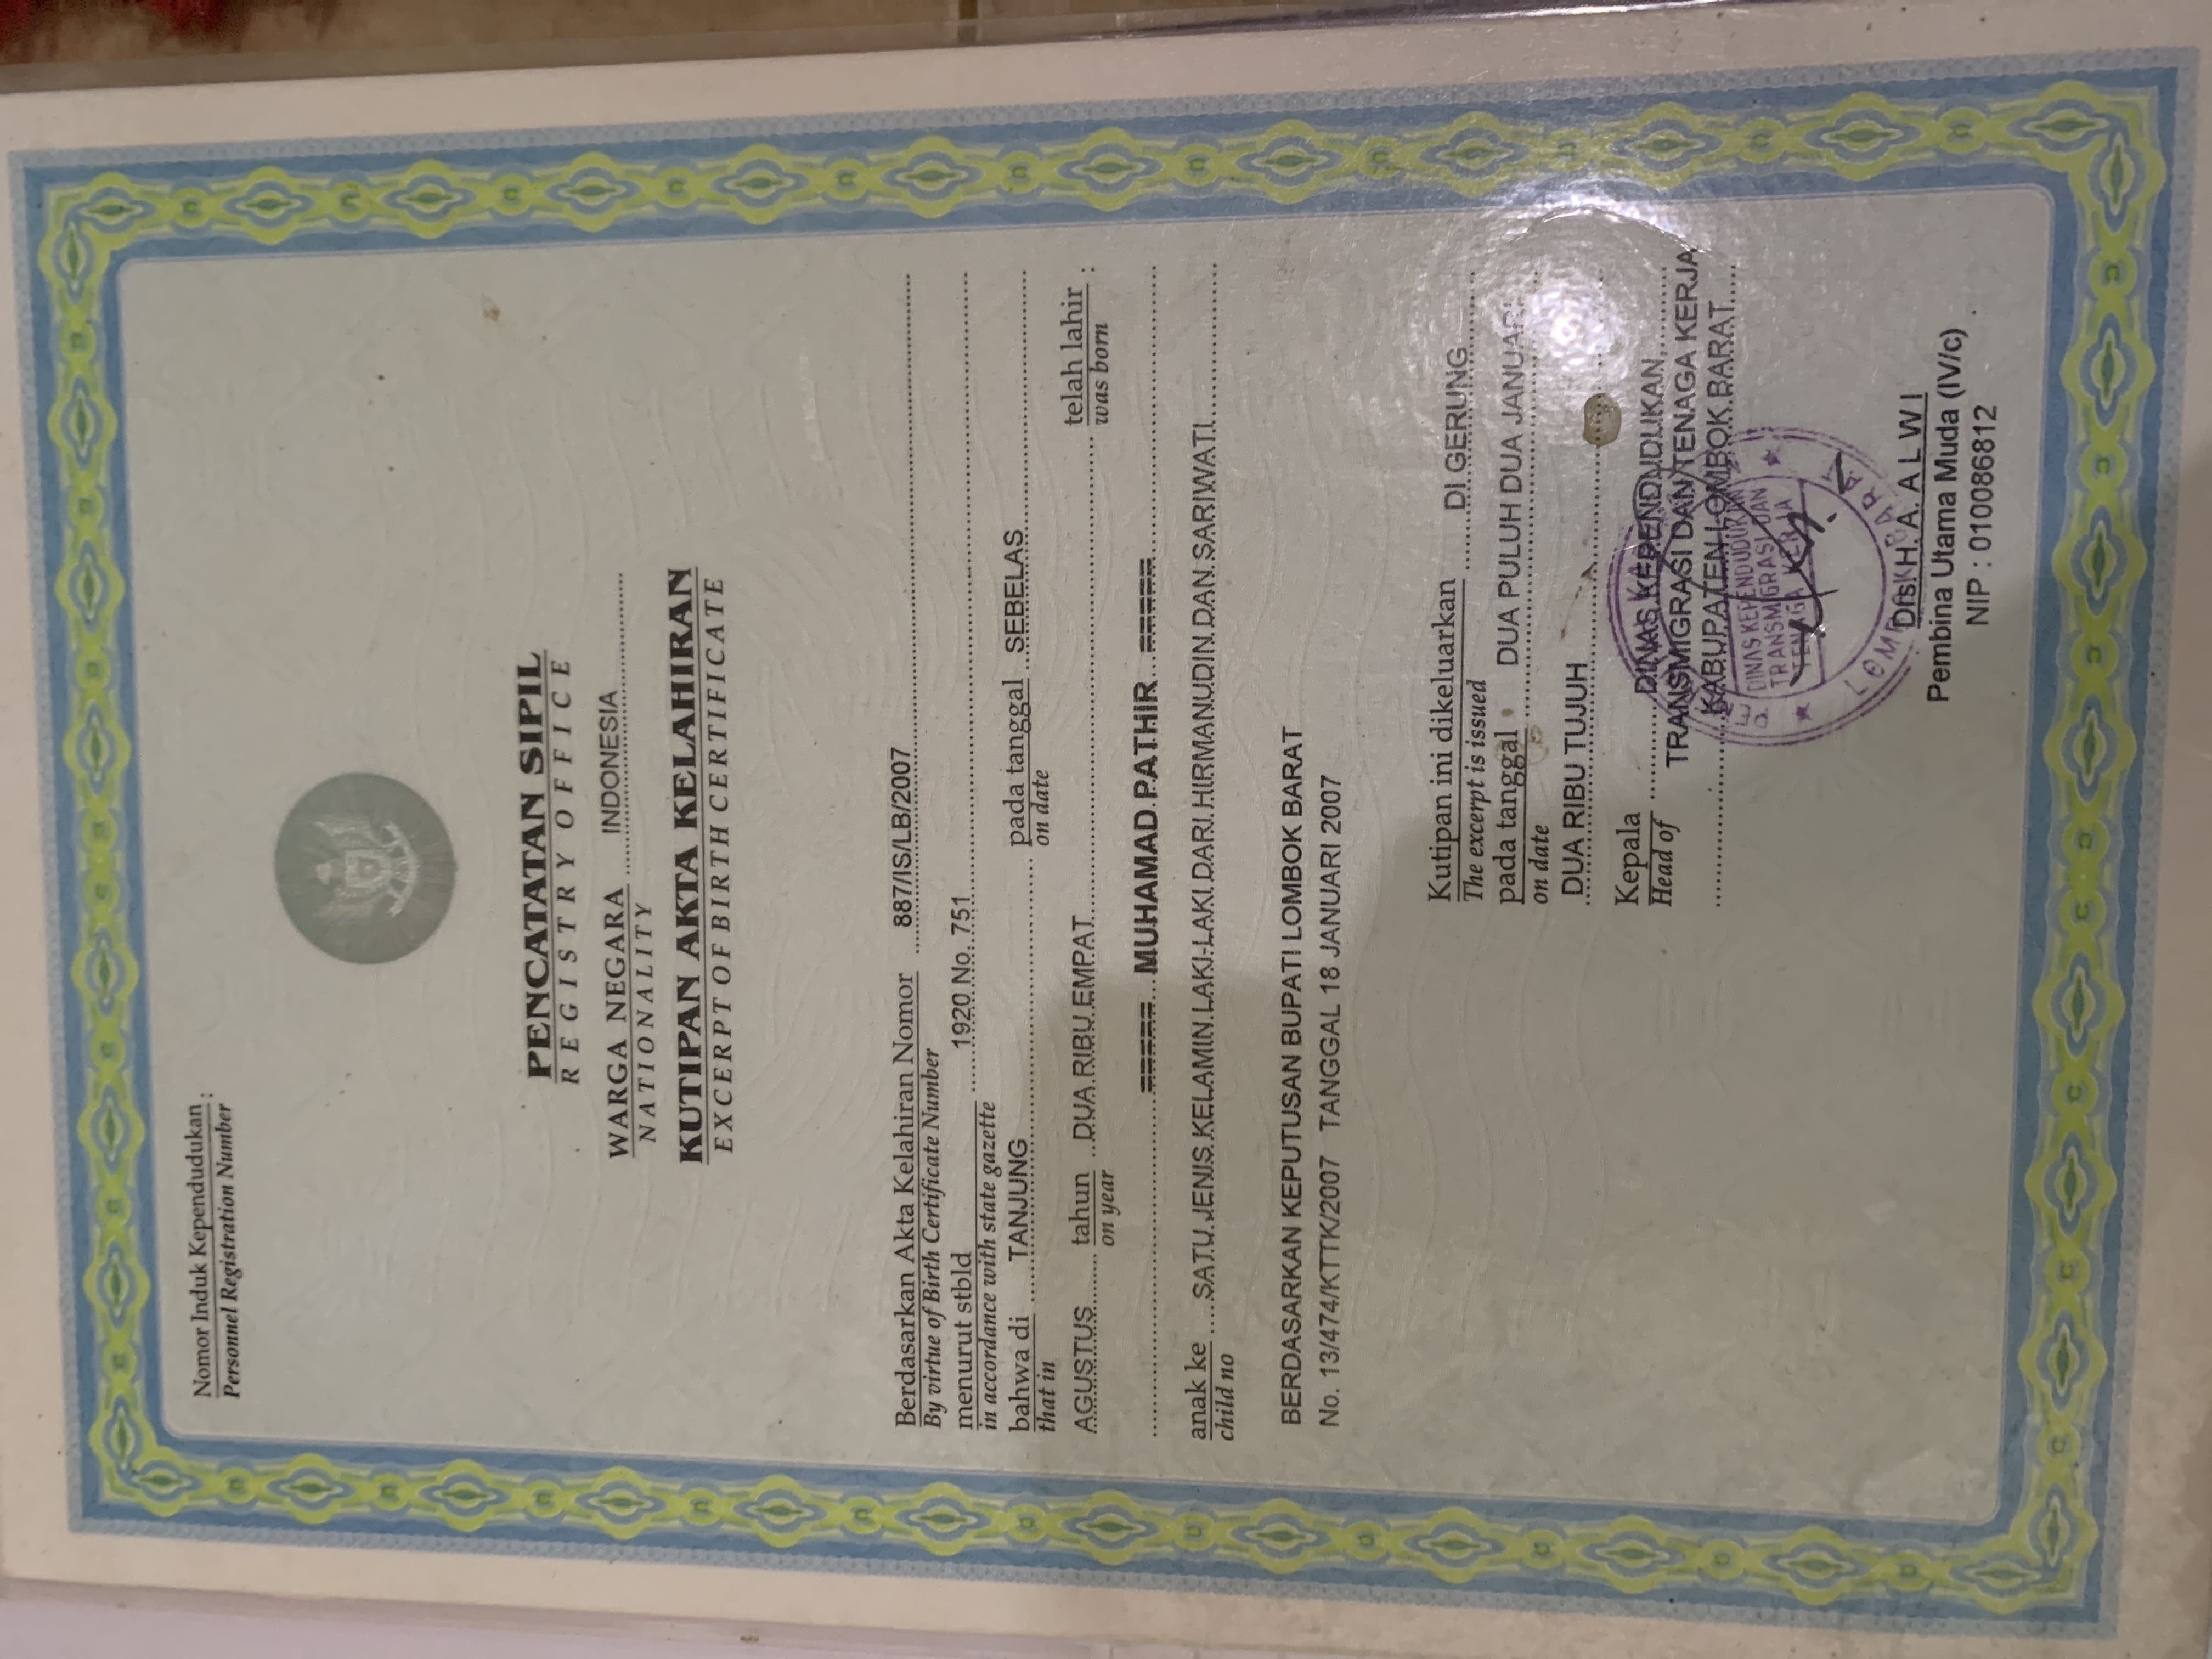 Nomor Induk Kependudukan :
Personnel Registration Number
PENCATATAN SIPIL
REGISTRY OFFICE
WARGA NEGARA INDONESIA
NATIONALITY
KUTIPAN AKTA KELAHIRAN
EXCERPT OF BIRTH CERTIFICATE
Berdasarkan Akta Kelahiran Nomor 887/IS/LB/2007
By virtue of Birth Certificate Number
menurut stbld 1920 No. 751
in accordance with state gazette
bahwa di TANJUNG pada tanggal SEBELAS
that in on date
AGUSTUS tahun DUA RIBU EMPAT telah lahir :
on year was born
===== MUHAMAD PATHIR =====
anak ke SATU JENIS KELAMIN LAKI-LAKI DARI HIRMANUDIN DAN SARIWATI
child no
BERDASARKAN KEPUTUSAN BUPATI LOMBOK BARAT
No. 13/474/KTTK/2007 TANGGAL 18 JANUARI 2007
Kutipan ini dikeluarkan DI GERUNG
The excerpt is issued
pada tanggal DUA PULUH DUA JANUARI
on date
DUA RIBU TUJUH
Kepala DINAS KEPENDUDUKAN
Head of TRANSMIGRASI DAN TENAGA KERJA
KABUPATEN LOMBOK BARAT
DINAS KEPENDUDUKAN
TRANSMIGRASI DAN
TENAGA KERJA
Drs.H. A. ALWI
Pembina Utama Muda (IV/c)
NIP : 010086812